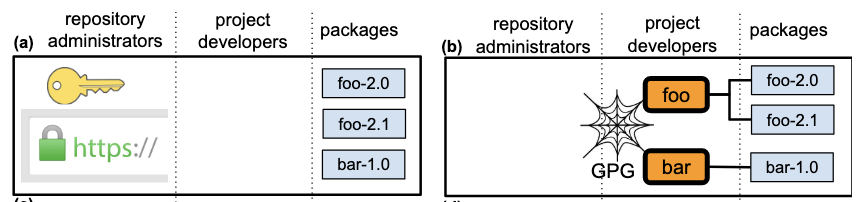 (a)
repository
administrators
project
developers
packages
https://
foo-2.0
foo-2.1
bar-1.0
(b)
repository
administrators
project
developers
packages
foo
bar
GPG
foo-2.0
foo-2.1
bar-1.0